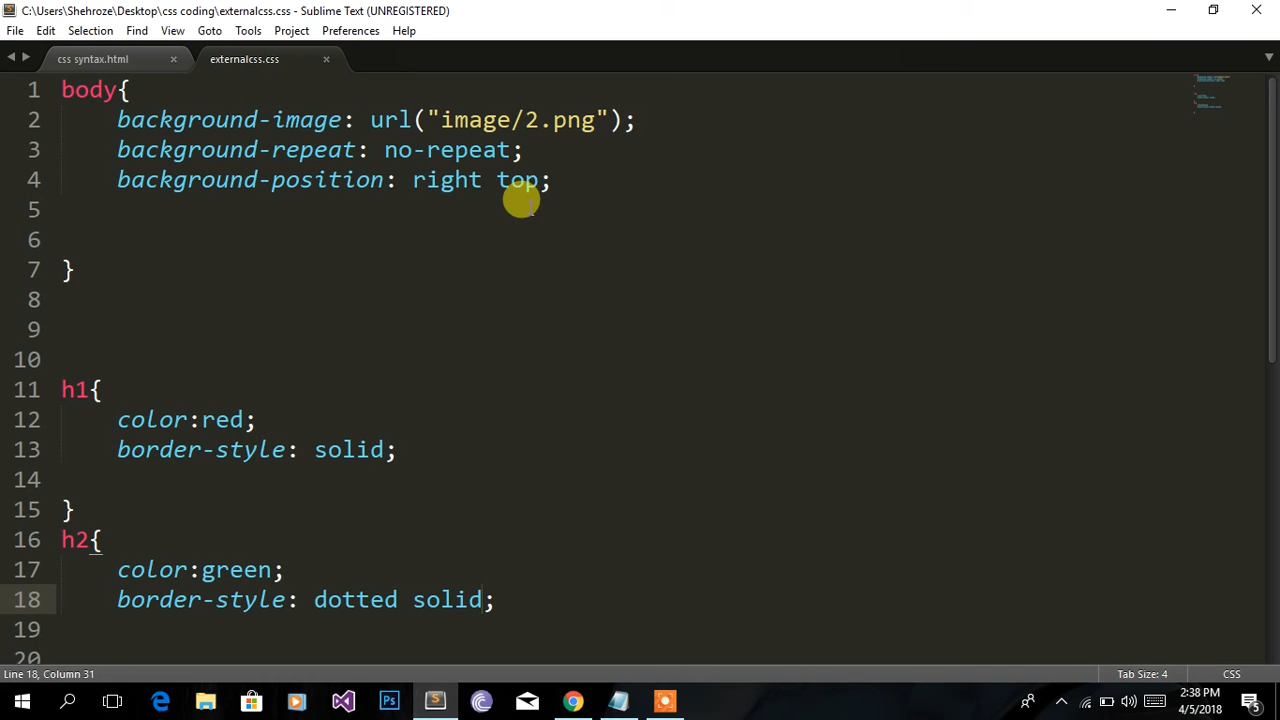 C:\Users\Shehroze\Desktop\css coding\externalcss.css - Sublime Text (UNREGISTERED)
File Edit Selection Find View Goto Tools Project Preferences Help
css syntax.html × externalcss.css ×
1 body{
2 background-image: url("image/2.png");
3 background-repeat: no-repeat;
4 background-position: right top;
5
6
7 }
8
9
10
11 h1{
12 color:red;
13 border-style: solid;
14
15 }
16 h2{
17 color:green;
18 border-style: dotted solid;
19
20
Line 18, Column 31 Tab Size: 4 CSS
Ps S 2:38 PM
4/5/2018 5